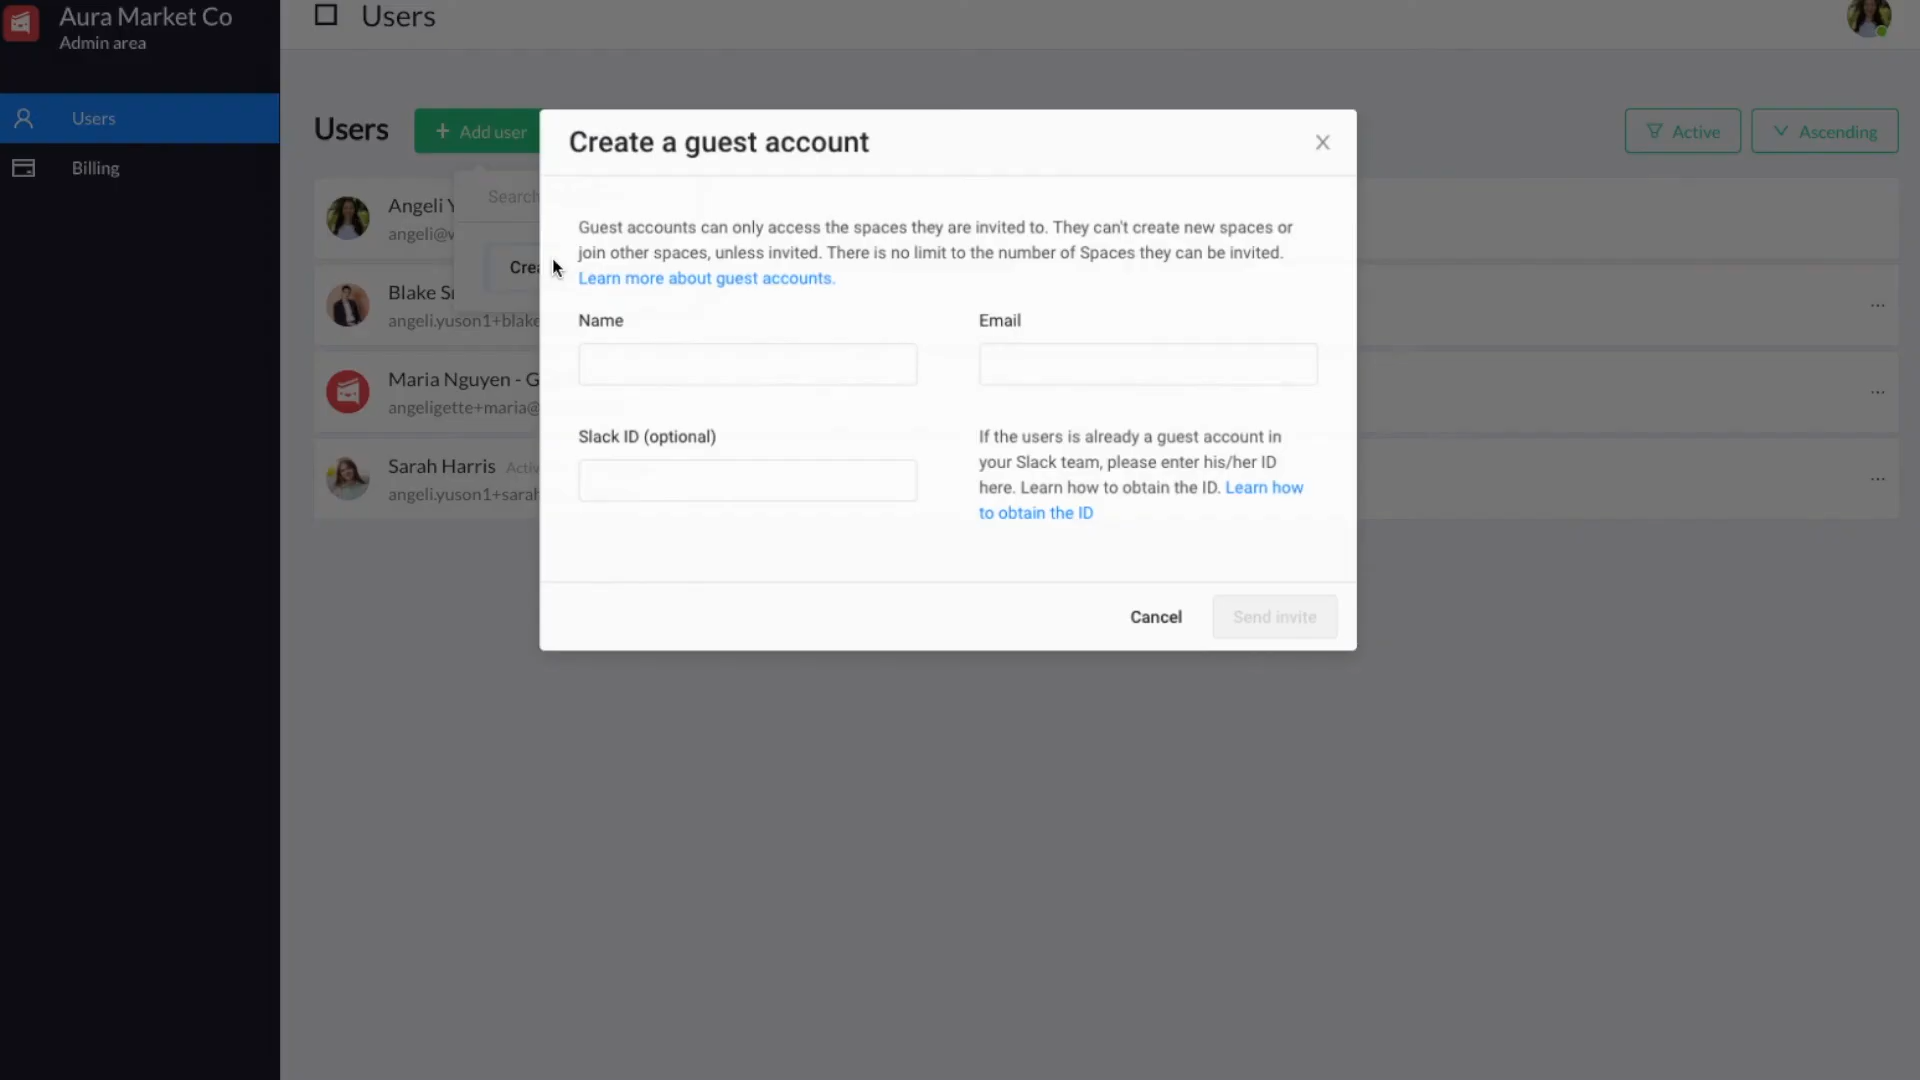 Aura Market Co
Admin area
Users
Billing
Users
Users
+ Add user
Active
Ascending
Search
Angeli
angeli@
Blake
angeli.yuson1+blake
Maria Nguyen - G
angeligette+maria@
Sarah Harris
angeli.yuson1+sarah
Create a guest account
Guest accounts can only access the spaces they are invited to. They can't create new spaces or
join other spaces, unless invited. There is no limit to the number of Spaces they can be invited.
Learn more about guest accounts.
Name
Email
Slack ID (optional)
If the users is already a guest account in
your Slack team, please enter his/her ID
here. Learn how to obtain the ID. Learn how
to obtain the ID
Cancel
Send invite